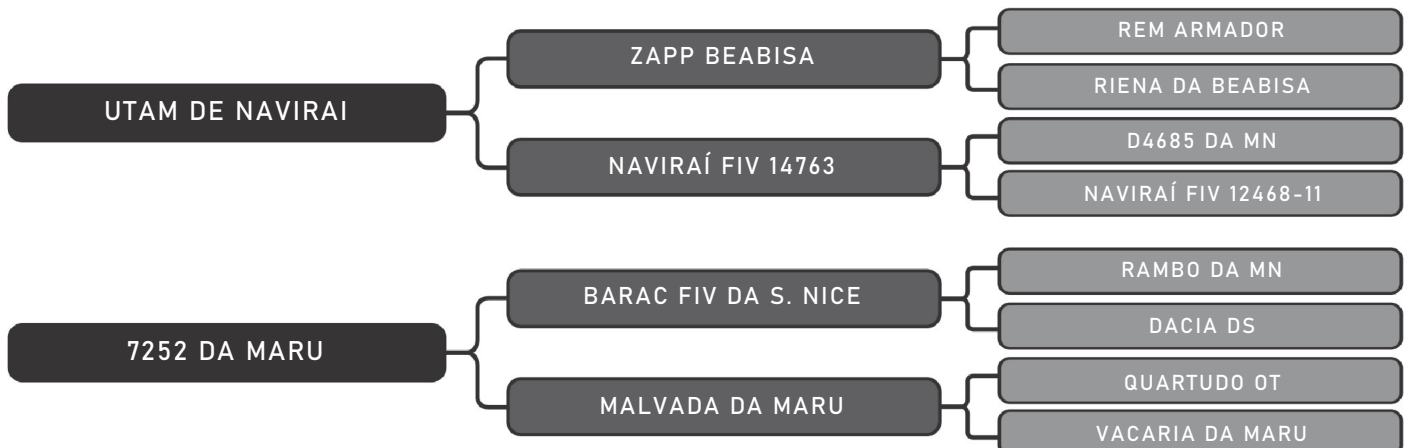 UTAM DE NAVIRAI
ZAPP BEABISA
REM ARMADOR
RIENA DA BEABISA
NAVIRAÍ FIV 14763
D4685 DA MN
NAVIRAÍ FIV 12468-11
7252 DA MARU
BARAC FIV DA S. NICE
RAMBO DA MN
DACIA DS
MALVADA DA MARU
QUARTUDO OT
VACARIA DA MARU